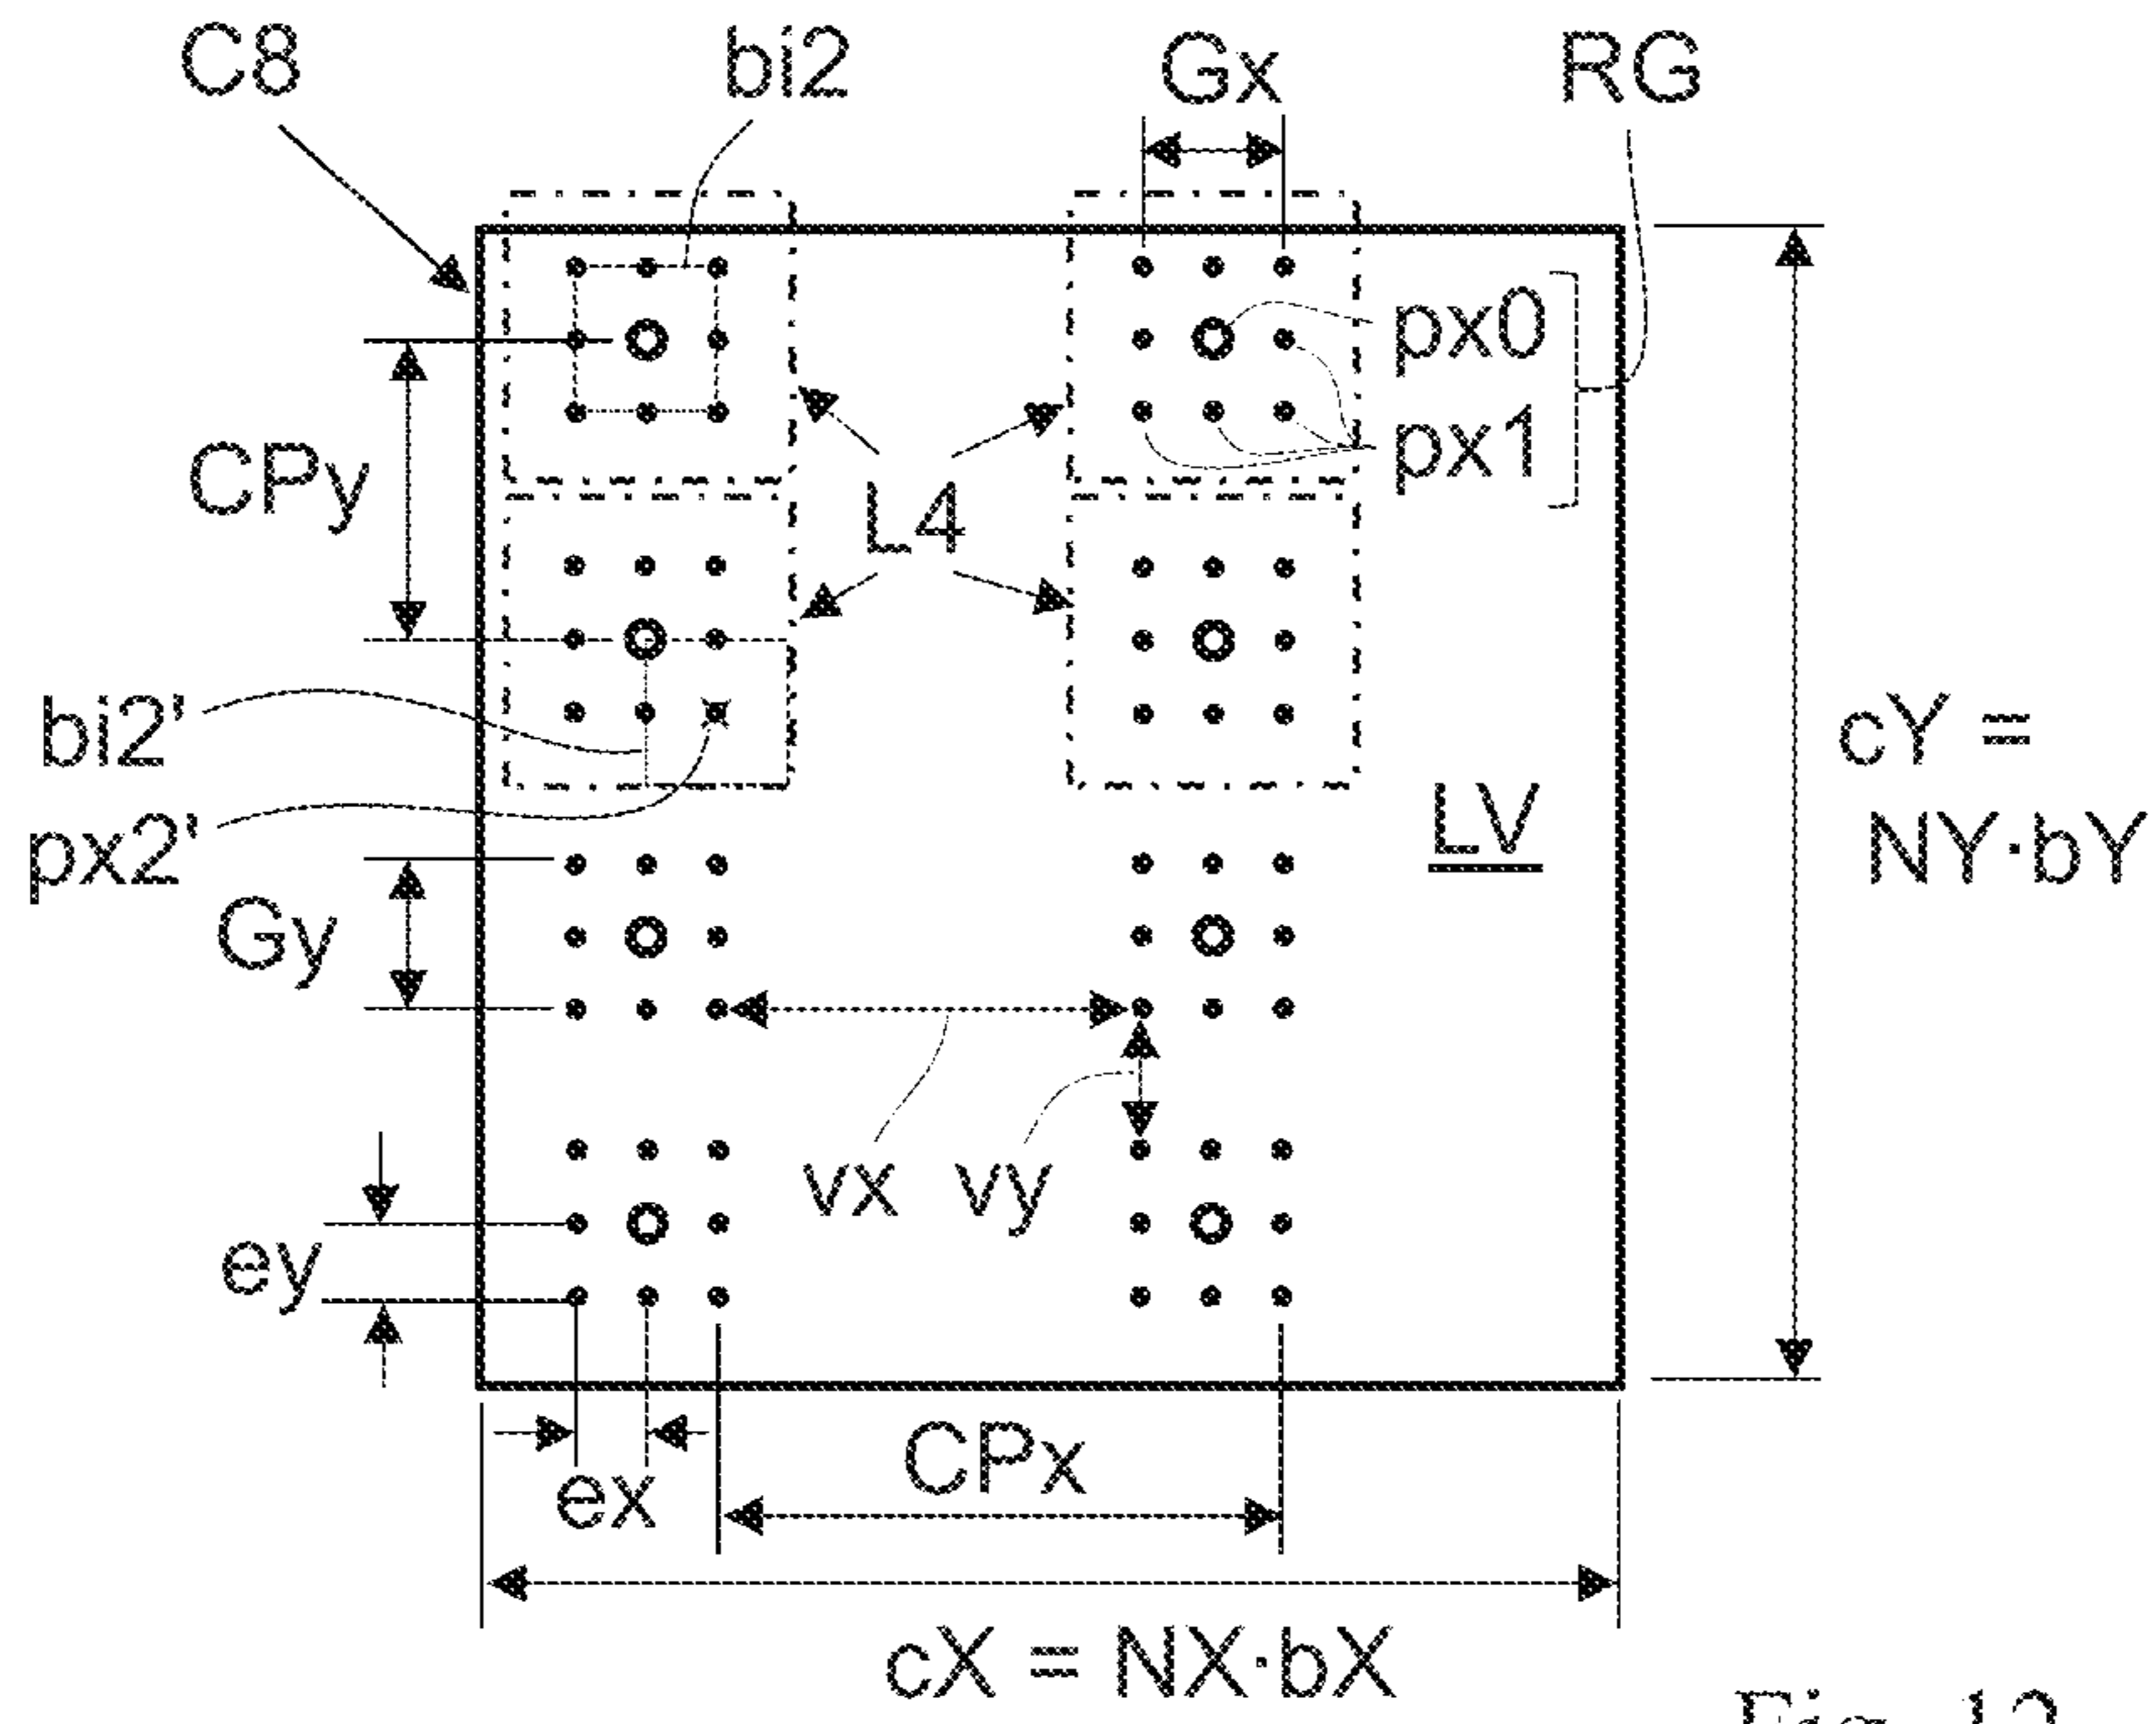 C8
bi2
Gx
RG
px0
px1
CPy
L4
bi2'
px2'
cY =
NY·bY
LV
Gy
vx
vy
ey
ex
CPx
cX = NX·bX